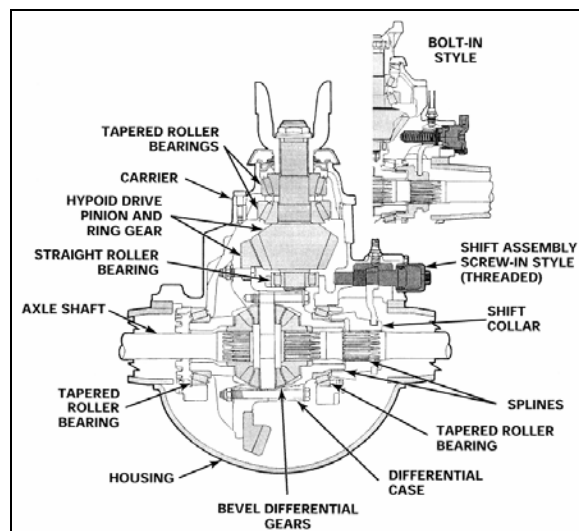 BOLT-IN
STYLE
TAPERED ROLLER
BEARINGS
CARRIER
HYPOID DRIVE
PINION AND
RING GEAR
STRAIGHT ROLLER
BEARING
SHIFT ASSEMBLY
SCREW-IN STYLE
(THREADED)
AXLE SHAFT
SHIFT
COLLAR
TAPERED
ROLLER
BEARING
SPLINES
TAPERED ROLLER
BEARING
HOUSING
DIFFERENTIAL
CASE
BEVEL DIFFERENTIAL
GEARS